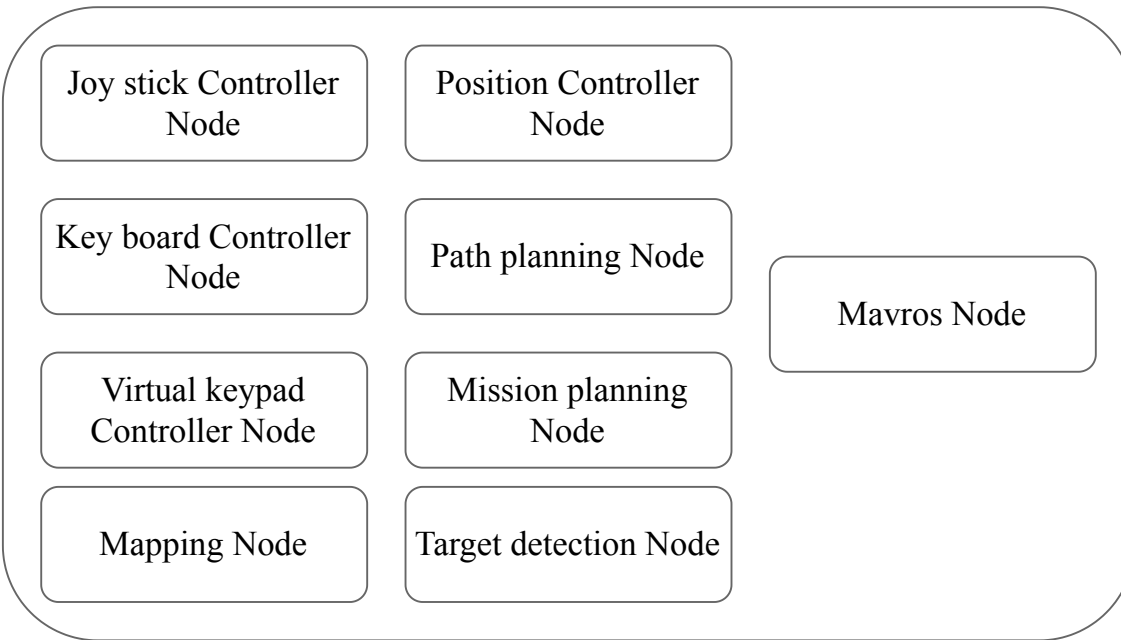 Joy stick Controller
Node
Position Controller
Node
Key board Controller
Node
Path planning Node
Mavros Node
Virtual keypad
Controller Node
Mission planning
Node
Mapping Node
Target detection Node